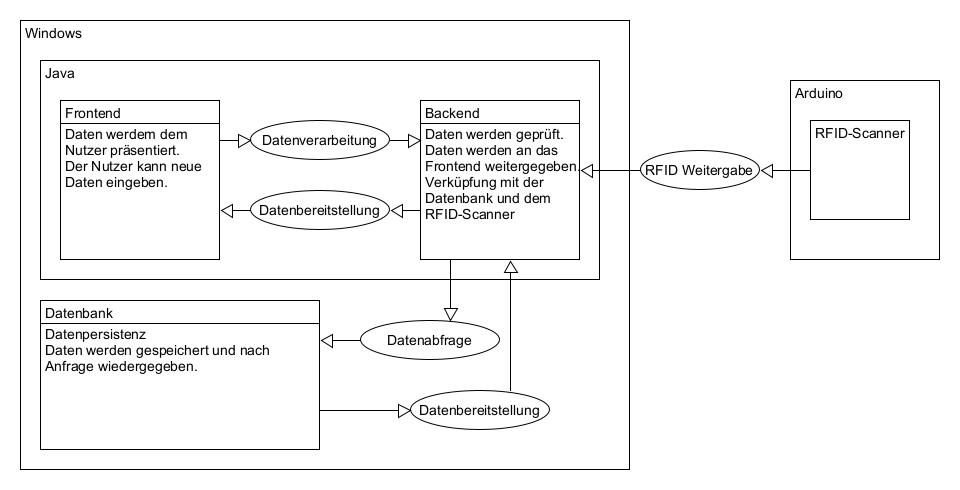 Windows
Java
Frontend
Daten werdem dem
Nutzer präsentiert.
Der Nutzer kann neue
Daten eingeben.
Datenverarbeitung
Datenbereitstellung
Backend
Daten werden geprüft.
Daten werden an das
Frontend weitergegeben.
Verküpfung mit der
Datenbank und dem
RFID-Scanner
RFID Weitergabe
Arduino
RFID-Scanner
Datenbank
Datenpersistenz
Daten werden gespeichert und nach
Anfrage wiedergegeben.
Datenabfrage
Datenbereitstellung